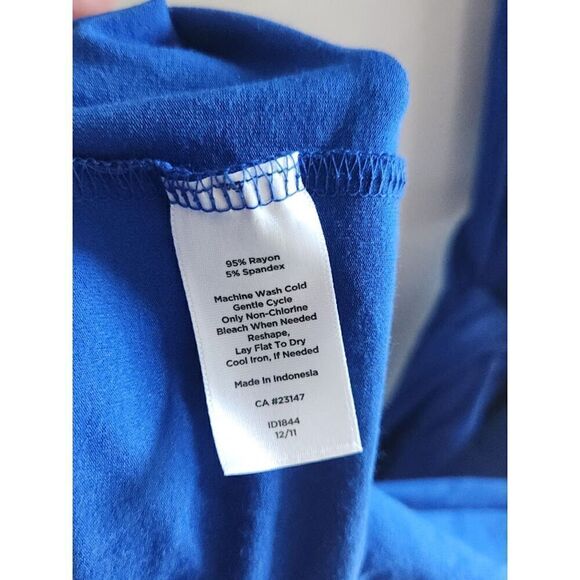 95% Rayon
5% Spandex
Machine Wash Cold
Gentle Cycle
Only Non-Chlorine
Bleach When Needed
Reshape,
Lay Flat To Dry
Cool Iron, If Needed
Made In Indonesia
CA #23147
ID1844
12/11